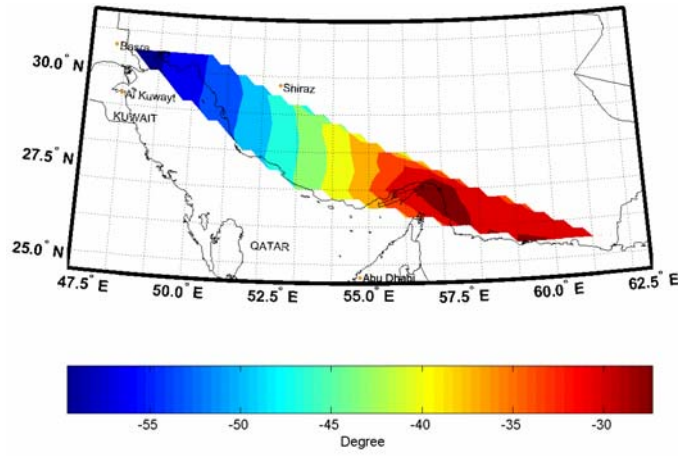 Basra
30.0° N
Shiraz
Al Kuwayt
KUWAIT
27.5° N
QATAR
25.0° N
Abu Dhabi
47.5° E
50.0° E
52.5° E
55.0° E
57.5° E
60.0° E
62.5° E
-55
-50
-45
-40
-35
-30
Degree